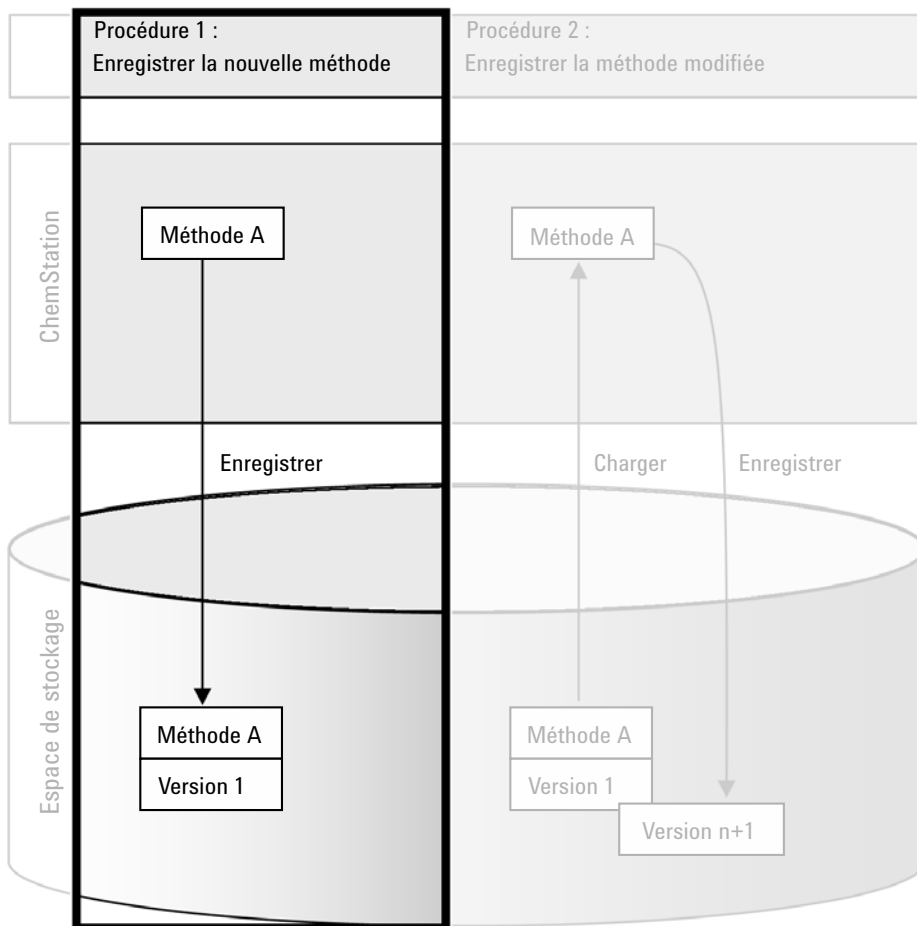 Procédure 1 :
Enregistrer la nouvelle méthode
Procédure 2 :
Enregistrer la méthode modifiée
ChemStation
Méthode A
Méthode A
Enregistrer
Charger
Enregistrer
Espace de stockage
Méthode A
Version 1
Méthode A
Version 1
Version n+1